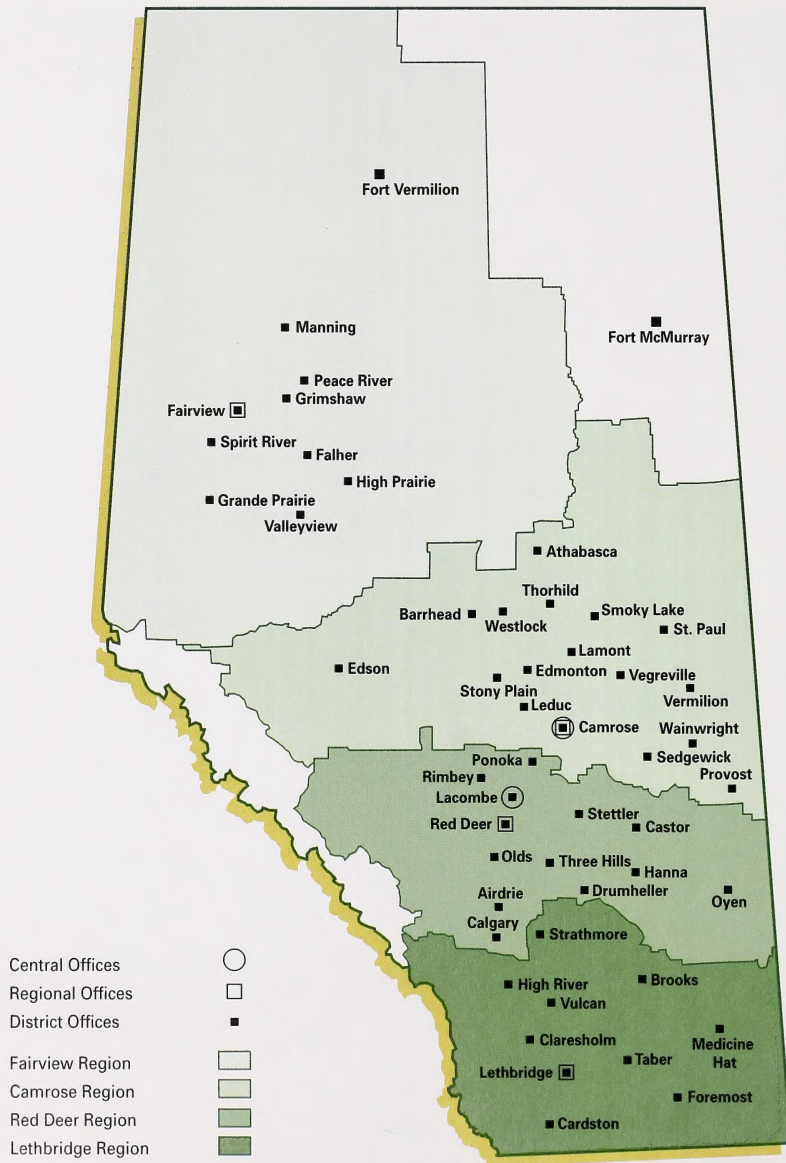 Fort Vermilion
Manning
Fort McMurray
Peace River
Grimshaw
Fairview
Spirit River
Falher
High Prairie
Grande Prairie
Valleyview
Athabasca
Thorhild
Barrhead
Westlock
Smoky Lake
St. Paul
Lamont
Edson
Edmonton
Vegreville
Stony Plain
Vermilion
Leduc
Camrose
Wainwright
Sedgewick
Ponoka
Provost
Rimbey
Lacombe
Stettler
Red Deer
Castor
Olds
Three Hills
Hanna
Drumheller
Airdrie
Oyen
Calgary
Strathmore
High River
Brooks
Vulcan
Claresholm
Medicine
Hat
Taber
Lethbridge
Foremost
Cardston
Central Offices
Regional Offices
District Offices
Fairview Region
Camrose Region
Red Deer Region
Lethbridge Region